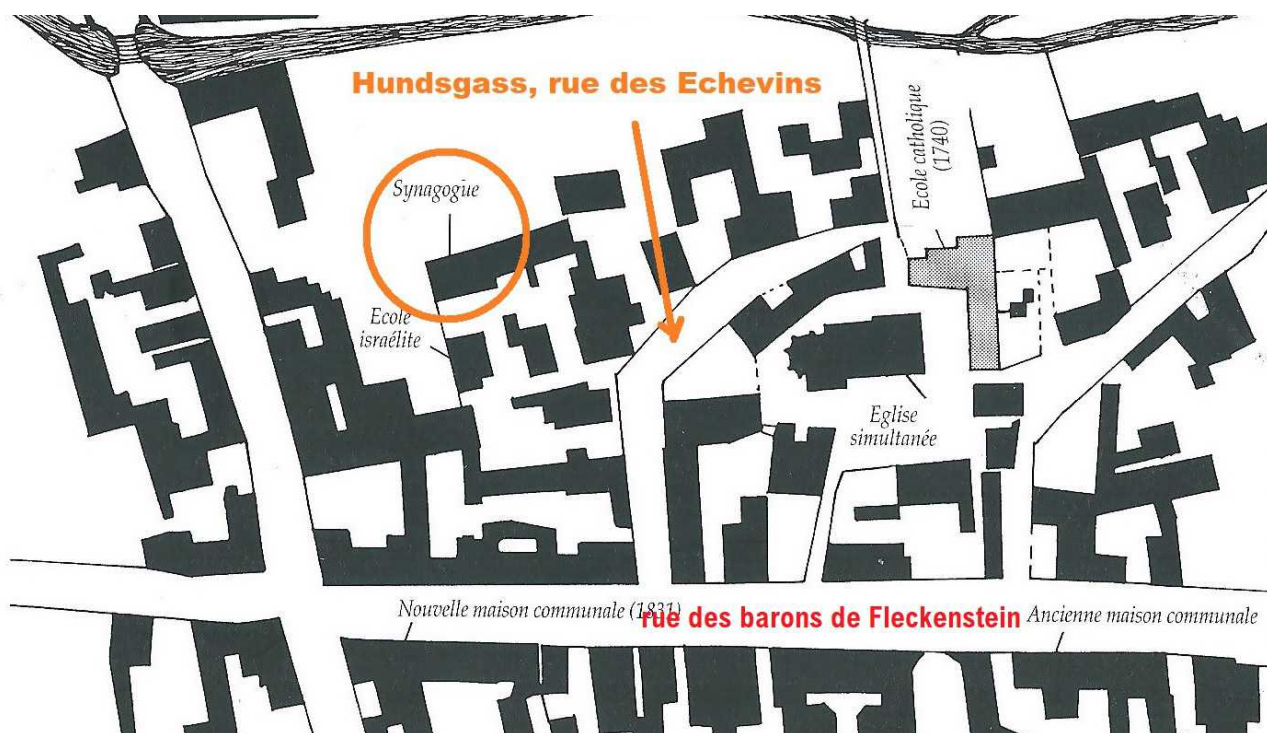 Hundsgass, rue des Echevins
Ecole catholique
(1740)
Synagogue
Ecole
israélite
Eglise
simultanée
Nouvelle maison communale (1831)
rue des barons de Fleckenstein
Ancienne maison communale